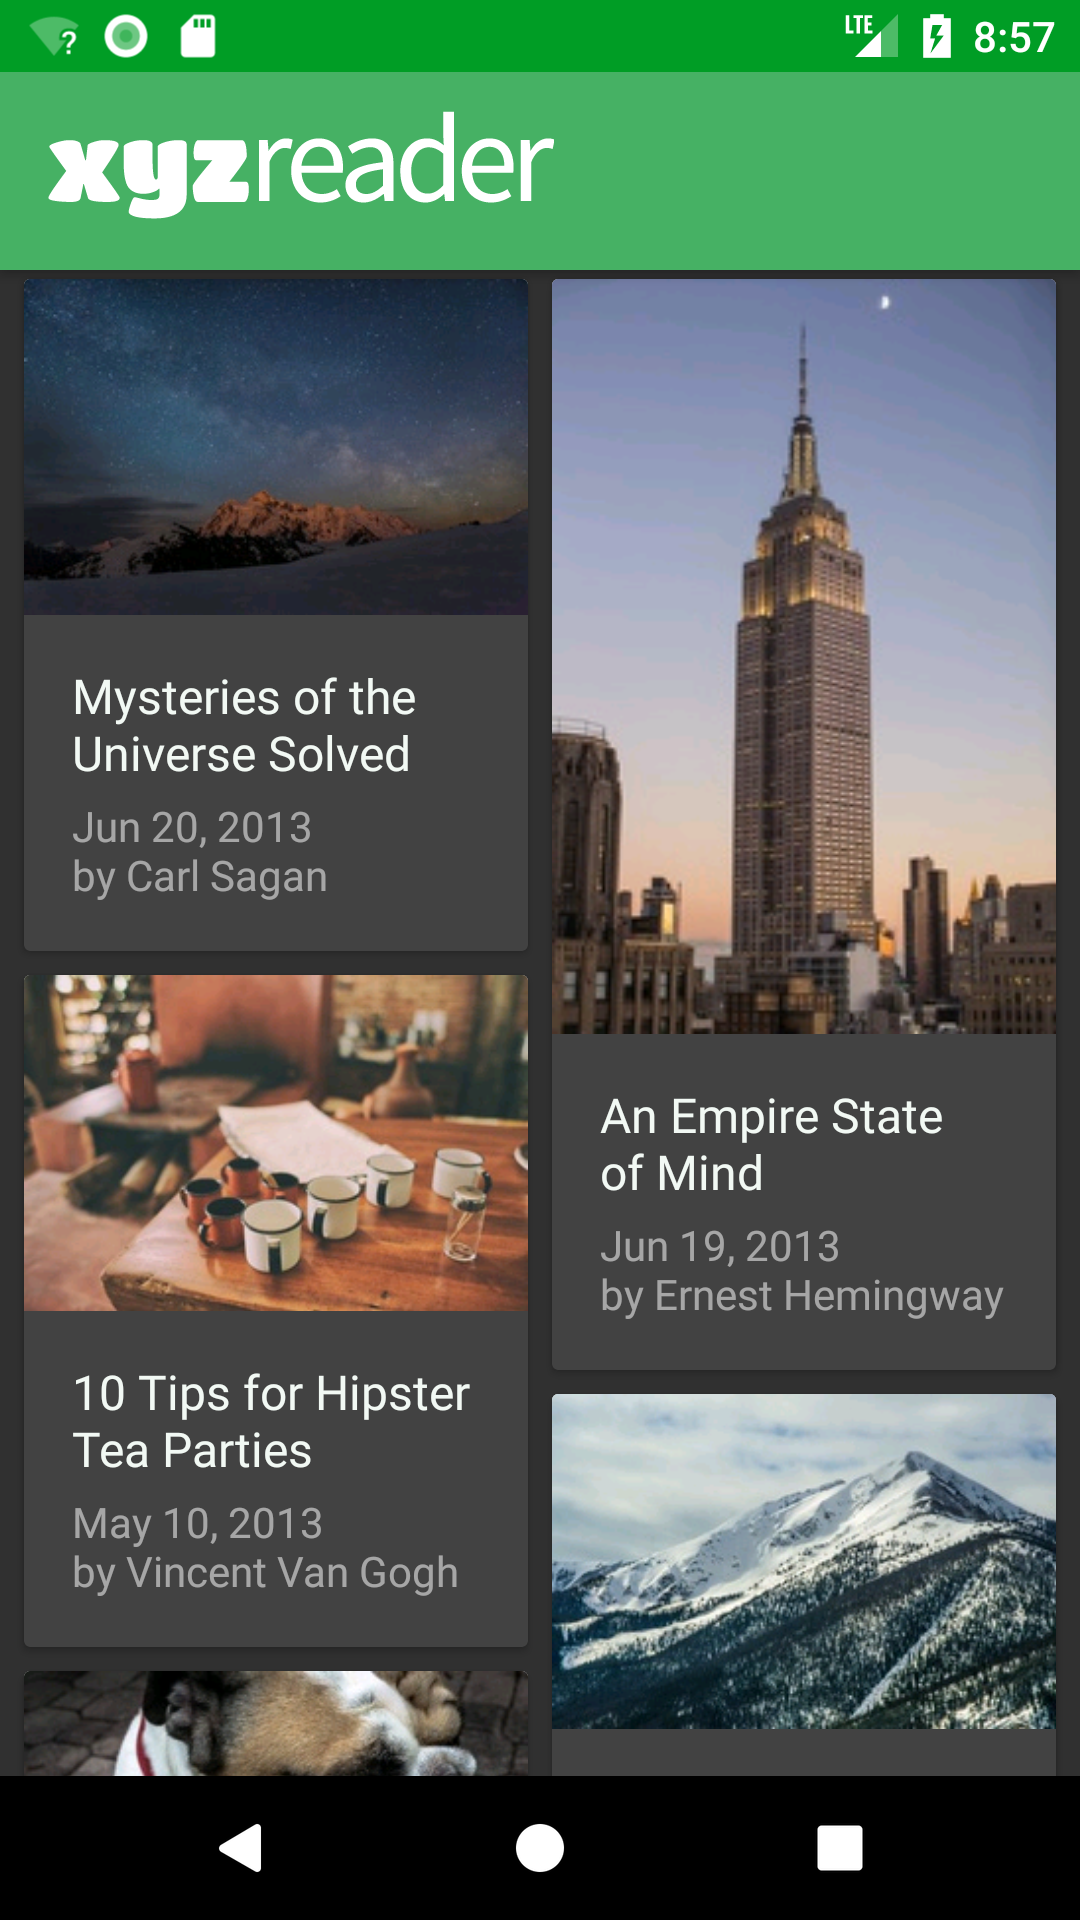 ?
LTE
8:57
xyzreader
Mysteries of the
Universe Solved
Jun 20, 2013
by Carl Sagan
An Empire State
of Mind
Jun 19, 2013
by Ernest Hemingway
10 Tips for Hipster
Tea Parties
May 10, 2013
by Vincent Van Gogh